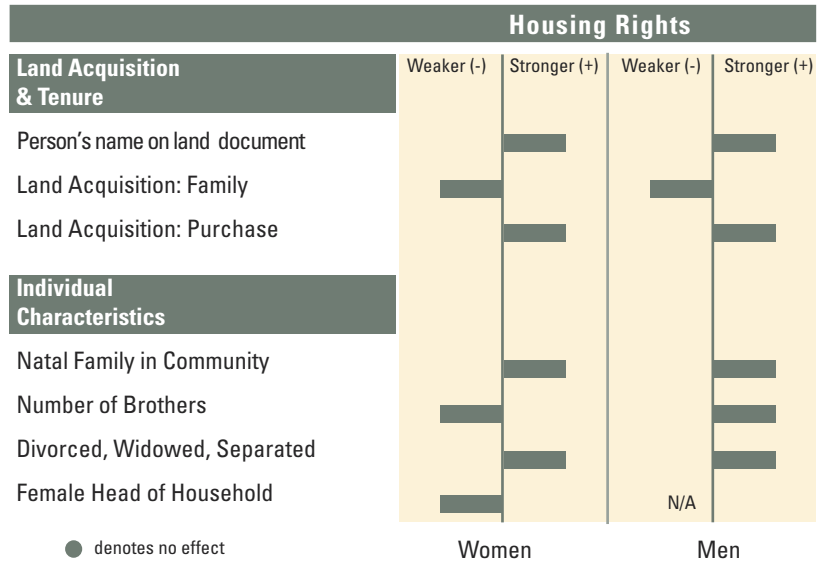 Housing Rights
Land Acquisition
& Tenure
Weaker (-) Stronger (+) Weaker (-) Stronger (+)
Person’s name on land document
Land Acquisition: Family
Land Acquisition: Purchase
Individual
Characteristics
Natal Family in Community
Number of Brothers
Divorced, Widowed, Separated
Female Head of Household
N/A
denotes no effect
Women Men